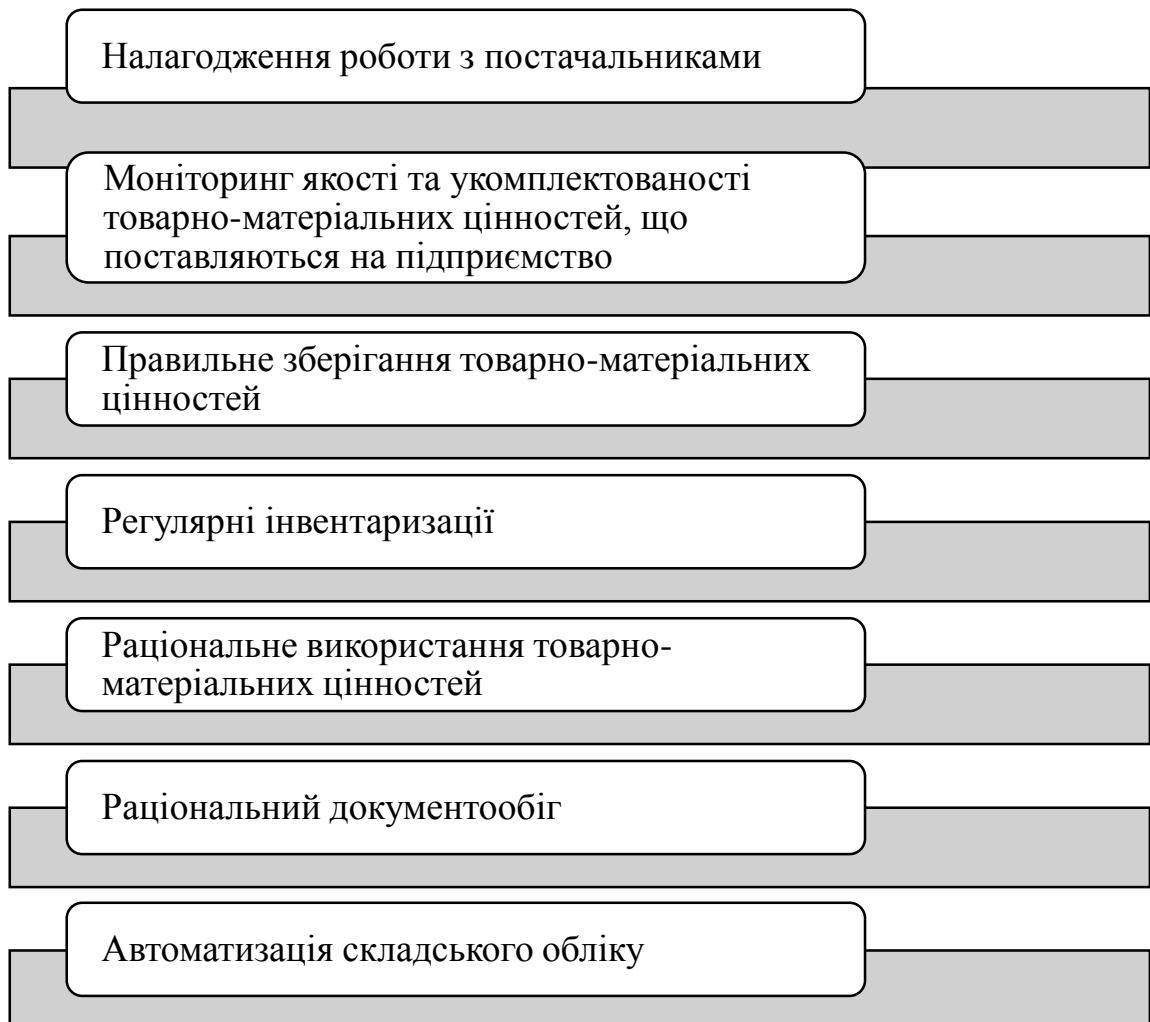 Налагодження роботи з постачальниками
Моніторинг якості та укомплектованості
товарно-матеріальних цінностей, що
поставляються на підприємство
Правильне зберігання товарно-матеріальних
цінностей
Регулярні інвентаризації
Раціональне використання товарно-
матеріальних цінностей
Раціональний документообіг
Автоматизація складського обліку